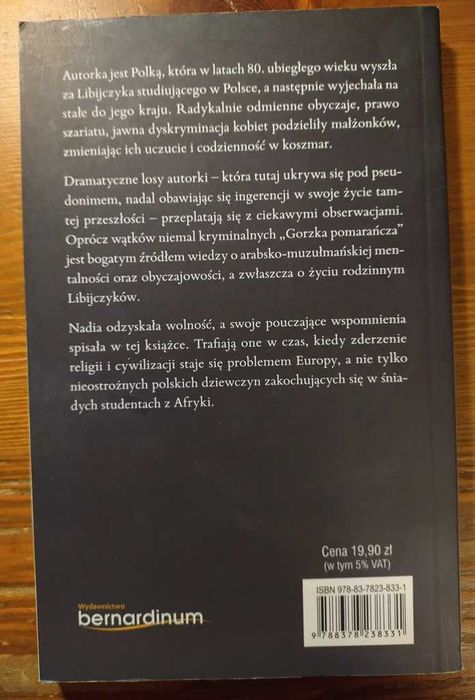 Autorka jest Polką, która w latach 80. ubiegłego wieku wyszła
za Libijczyka studiującego w Polsce, a następnie wyjechała na
stałe do jego kraju. Radykalnie odmienne obyczaje, prawo
szariatu, jawna dyskryminacja kobiet podzieliły małżonków,
zmieniając ich uczucie i codzienność w koszmar.
Dramatyczne losy autorki – która tutaj ukrywa się pod pseu-
donimem, nadal obawiając się ingerencji w swoje życie tam-
tej przeszłości – przeplatają się z ciekawymi obserwacjami.
Oprócz wątków niemal kryminalnych „Gorzka pomarańcza”
jest bogatym źródłem wiedzy o arabsko-muzułmańskiej men-
talności oraz obyczajowości, a zwłaszcza o życiu rodzinnym
Libijczyków.
Nadia odzyskała wolność, a swoje pouczające wspomnienia
spisała w tej książce. Trafiają one w czas, kiedy zderzenie
religii i cywilizacji staje się problemem Europy, a nie tylko
nieostrożnych polskich dziewczyn zakochujących się w śnia-
dych studentach z Afryki.
Cena 19,90 zł
(w tym 5% VAT)
ISBN 978-83-7823-833-1
9 788378 238331
Wydawnictwo
bernardinum